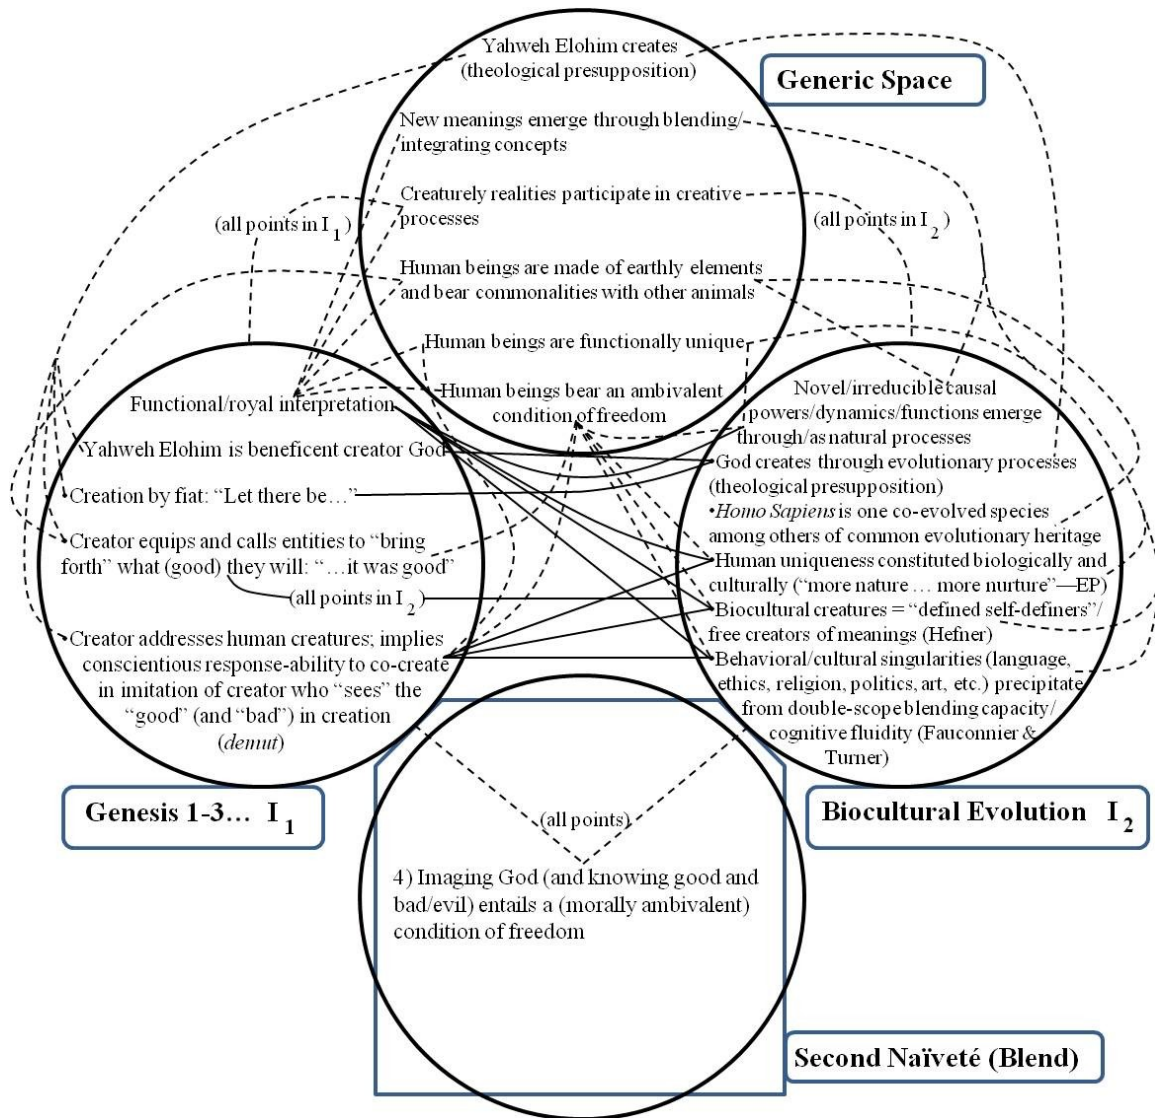 Yahweh Elohim creates
(theological presupposition)
Generic Space
New meanings emerge through blending/
integrating concepts
Creaturely realities participate in creative
processes
(all points in I1)
(all points in I2)
Human beings are made of earthly elements
and bear commonalities with other animals
Human beings are functionally unique
Human beings bear an ambivalent
condition of freedom
Functional/royal interpretation
Yahweh Elohim is beneficent creator God
Creation by fiat: “Let there be…”
Creator equips and calls entities to “bring
forth” what (good) they will: “…it was good”
(all points in I2)
Creator addresses human creatures; implies
conscientious response-ability to co-create
in imitation of creator who “sees” the
“good” (and “bad”) in creation
(demut)
Genesis 1-3… I1
Novel/irreducible causal
powers/dynamics/functions emerge
through/as natural processes
God creates through evolutionary processes
(theological presupposition)
•Homo Sapiens is one co-evolved species
among others of common evolutionary heritage
Human uniqueness constituted biologically and
culturally (“more nature … more nurture”—EP)
Biocultural creatures = “defined self-definers”/
free creators of meanings (Hefner)
Behavioral/cultural singularities (language,
ethics, religion, politics, art, etc.) precipitate
from double-scope blending capacity/
cognitive fluidity (Fauconnier &
Turner)
Biocultural Evolution I2
(all points)
4) Imaging God (and knowing good and
bad/evil) entails a (morally ambivalent)
condition of freedom
Second Naïveté (Blend)